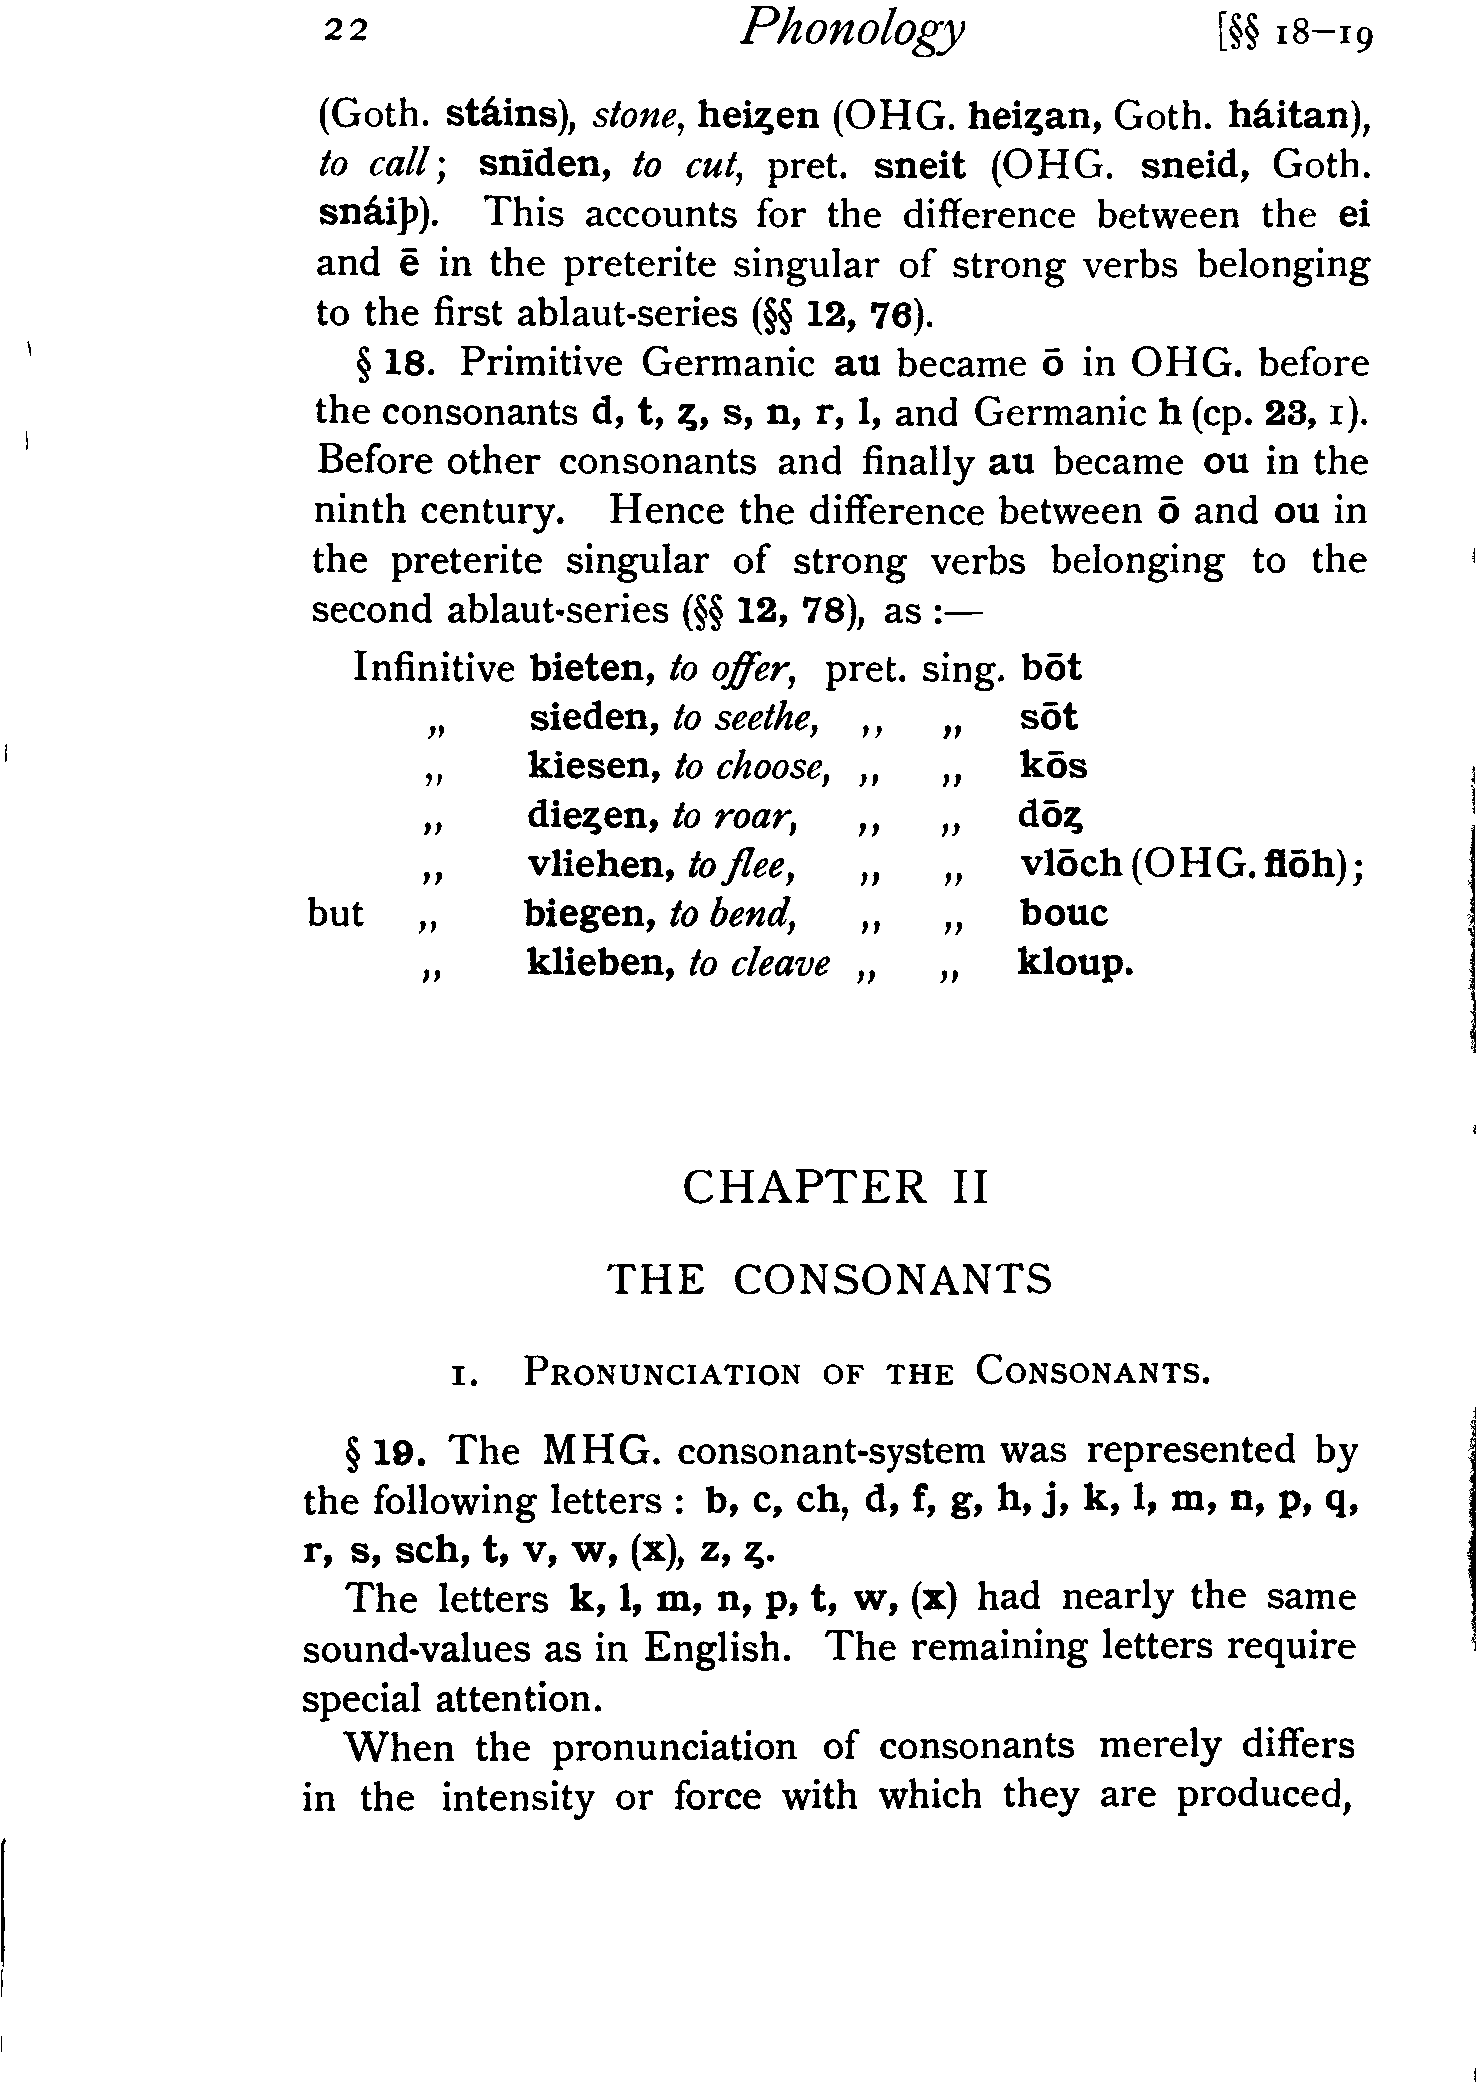 22 Phonology [§§ 18–19
(Goth. stáins), stone, heiȥen (OHG. heiȥan, Goth. háitan),
to call; snīden, to cut, pret. sneit (OHG. sneid, Goth.
snáiþ). This accounts for the difference between the ei
and ē in the preterite singular of strong verbs belonging
to the first ablaut-series (§§ 12, 76).
§ 18. Primitive Germanic au became ō in OHG. before
the consonants d, t, ȥ, s, n, r, l, and Germanic h (cp. 23, 1).
Before other consonants and finally au became ou in the
ninth century. Hence the difference between ō and ou in
the preterite singular of strong verbs belonging to the
second ablaut-series (§§ 12, 78), as :—
Infinitive bieten, to offer, pret. sing. bōt
„ sieden, to seethe, „ „ sōt
„ kiesen, to choose, „ „ kōs
„ dieȥen, to roar, „ „ dōȥ
„ vliehen, to flee, „ „ vlōch (OHG. flōh);
but „ biegen, to bend, „ „ bouc
„ klieben, to cleave „ „ kloup.
CHAPTER II
THE CONSONANTS
1. Pronunciation of the Consonants.
§ 19. The MHG. consonant-system was represented by
the following letters : b, c, ch, d, f, g, h, j, k, l, m, n, p, q,
r, s, sch, t, v, w, (x), z, ȥ.
The letters k, l, m, n, p, t, w, (x) had nearly the same
sound-values as in English. The remaining letters require
special attention.
When the pronunciation of consonants merely differs
in the intensity or force with which they are produced,